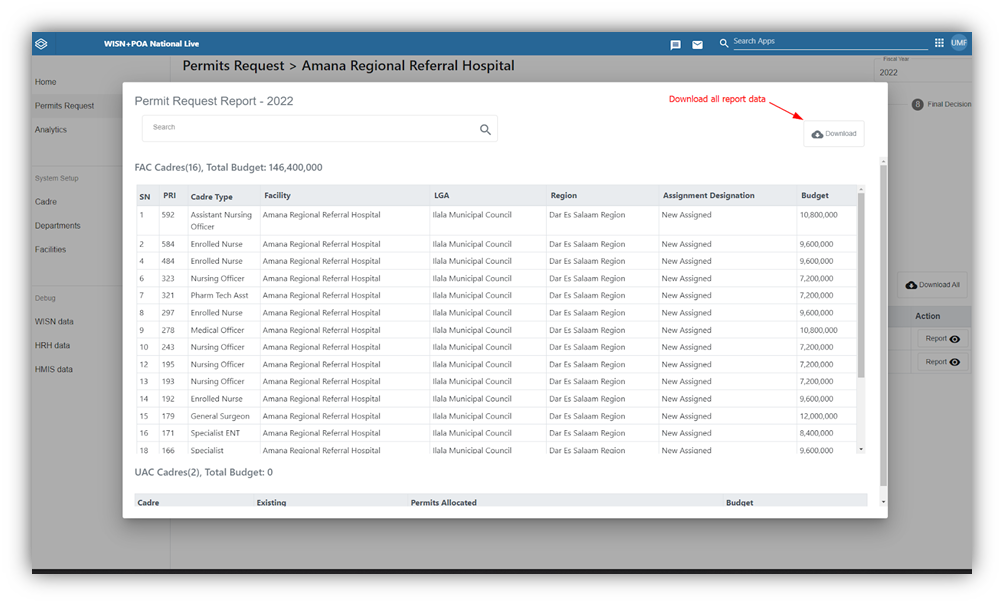 WISN+POA National Live
Search Apps
UMF
Permits Request > Amana Regional Referral Hospital
Fiscal Year
2022
Home
Permits Request
Analytics
System Setup
Cadre
Departments
Facilities
Debug
WISN data
HRH data
HMIS data
8 Final Decision
Download All
Action
Report
Report
Permit Request Report - 2022
Download all report data
Search
Download
FAC Cadres(16), Total Budget: 146,400,000
SN PRI Cadre Type Facility LGA Region Assignment Designation Budget
1 592 Assistant Nursing Officer Amana Regional Referral Hospital Ilala Municipal Council Dar Es Salaam Region New Assigned 10,800,000
2 584 Enrolled Nurse Amana Regional Referral Hospital Ilala Municipal Council Dar Es Salaam Region New Assigned 9,600,000
4 484 Enrolled Nurse Amana Regional Referral Hospital Ilala Municipal Council Dar Es Salaam Region New Assigned 9,600,000
6 323 Nursing Officer Amana Regional Referral Hospital Ilala Municipal Council Dar Es Salaam Region New Assigned 7,200,000
7 321 Pharm Tech Asst Amana Regional Referral Hospital Ilala Municipal Council Dar Es Salaam Region New Assigned 7,200,000
8 297 Enrolled Nurse Amana Regional Referral Hospital Ilala Municipal Council Dar Es Salaam Region New Assigned 9,600,000
9 278 Medical Officer Amana Regional Referral Hospital Ilala Municipal Council Dar Es Salaam Region New Assigned 10,800,000
10 243 Nursing Officer Amana Regional Referral Hospital Ilala Municipal Council Dar Es Salaam Region New Assigned 7,200,000
12 195 Nursing Officer Amana Regional Referral Hospital Ilala Municipal Council Dar Es Salaam Region New Assigned 7,200,000
13 193 Nursing Officer Amana Regional Referral Hospital Ilala Municipal Council Dar Es Salaam Region New Assigned 7,200,000
14 192 Enrolled Nurse Amana Regional Referral Hospital Ilala Municipal Council Dar Es Salaam Region New Assigned 9,600,000
15 179 General Surgeon Amana Regional Referral Hospital Ilala Municipal Council Dar Es Salaam Region New Assigned 12,000,000
16 171 Specialist ENT Amana Regional Referral Hospital Ilala Municipal Council Dar Es Salaam Region New Assigned 8,400,000
18 166 Specialist Amana Regional Referral Hospital Ilala Municipal Council Dar Es Salaam Region New Assigned 9,600,000
UAC Cadres(2), Total Budget: 0
Cadre Existing Permits Allocated Budget